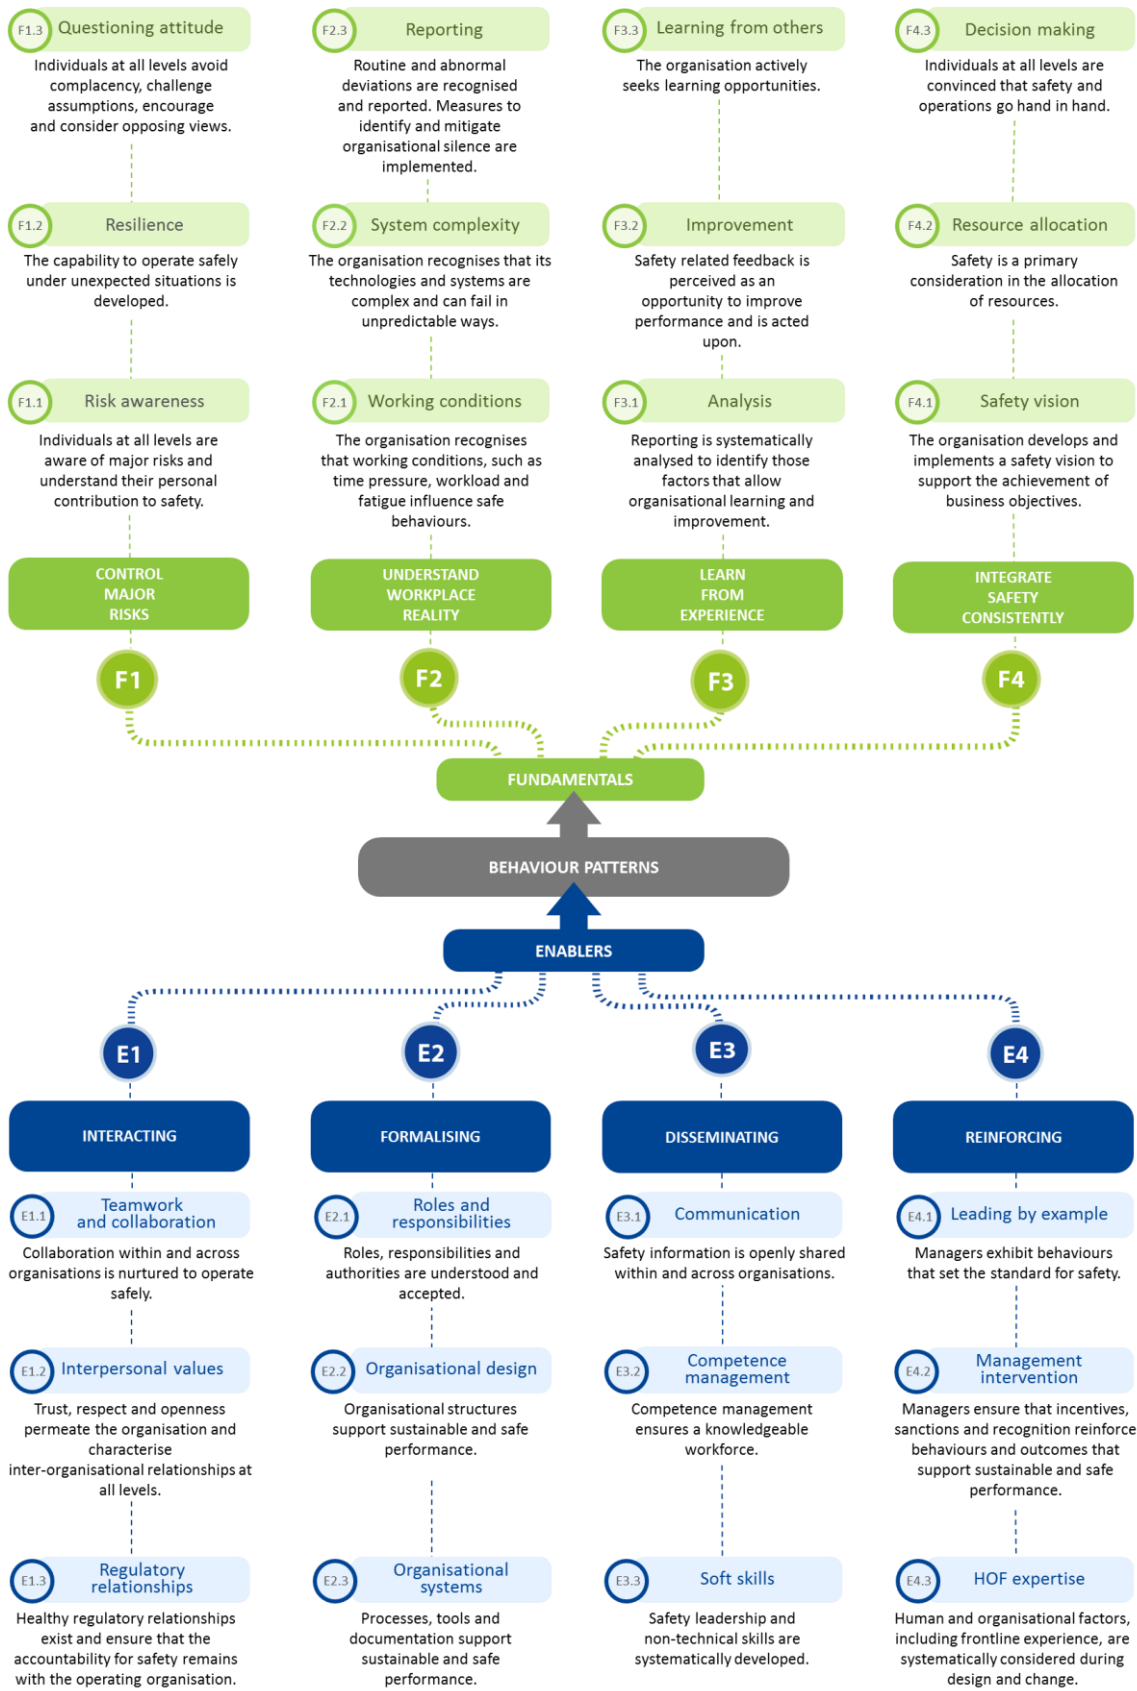 F1.3
Questioning attitude
Individuals at all levels avoid
complacency, challenge
assumptions, encourage
and consider opposing views.
F2.3
Reporting
Routine and abnormal
deviations are recognised
and reported. Measures to
identify and mitigate
organisational silence are
implemented.
F3.3
Learning from others
The organisation actively
seeks learning opportunities.
F4.3
Decision making
Individuals at all levels are
convinced that safety and
operations go hand in hand.
F1.2
Resilience
The capability to operate safely
under unexpected situations is
developed.
F2.2
System complexity
The organisation recognises that its
technologies and systems are
complex and can fail in
unpredictable ways.
F3.2
Improvement
Safety related feedback is
perceived as an
opportunity to improve
performance and is acted
upon.
F4.2
Resource allocation
Safety is a primary
consideration in the allocation
of resources.
F1.1
Risk awareness
Individuals at all levels are
aware of major risks and
understand their personal
contribution to safety.
F2.1
Working conditions
The organisation recognises
that working conditions, such as
time pressure, workload and
fatigue influence safe
behaviours.
F3.1
Analysis
Reporting is systematically
analysed to identify those
factors that allow
organisational learning and
improvement.
F4.1
Safety vision
The organisation develops and
implements a safety vision to
support the achievement of
business objectives.
CONTROL
MAJOR
RISKS
UNDERSTAND
WORKPLACE
REALITY
LEARN
FROM
EXPERIENCE
INTEGRATE
SAFETY
CONSISTENTLY
F1
F2
F3
F4
FUNDAMENTALS
BEHAVIOUR PATTERNS
ENABLERS
E1
E2
E3
E4
INTERACTING
FORMALISING
DISSEMINATING
REINFORCING
E1.1
Teamwork
and collaboration
Collaboration within and across
organisations is nurtured to operate
safely.
E2.1
Roles and
responsibilities
Roles, responsibilities and
authorities are understood and
accepted.
E3.1
Communication
Safety information is openly shared
within and across organisations.
E4.1
Leading by example
Managers exhibit behaviours
that set the standard for safety.
E1.2
Interpersonal values
Trust, respect and openness
permeate the organisation and
characterise
inter-organisational relationships at
all levels.
E2.2
Organisational design
Organisational structures
support sustainable and safe
performance.
E3.2
Competence
management
Competence management
ensures a knowledgeable
workforce.
E4.2
Management
intervention
Managers ensure that incentives,
sanctions and recognition reinforce
behaviours and outcomes that
support sustainable and safe
performance.
E1.3
Regulatory
relationships
Healthy regulatory relationships
exist and ensure that the
accountability for safety remains
with the operating organisation.
E2.3
Organisational
systems
Processes, tools and
documentation support
sustainable and safe
performance.
E3.3
Soft skills
Safety leadership and
non-technical skills are
systematically developed.
E4.3
HOF expertise
Human and organisational factors,
including frontline experience, are
systematically considered during
design and change.